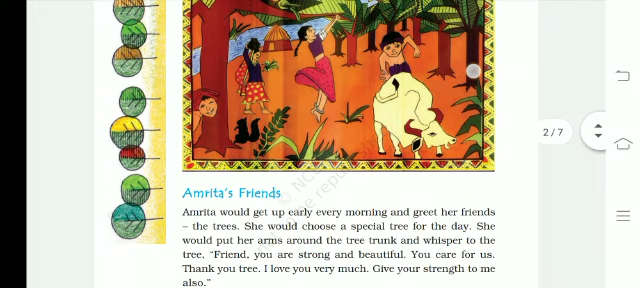 2/7
Amrita's Friends
Amrita would get up early every morning and greet her friends
– the trees. She would choose a special tree for the day. She
would put her arms around the tree trunk and whisper to the
tree, "Friend, you are strong and beautiful. You care for us.
Thank you tree. I love you very much. Give your strength to me
also."